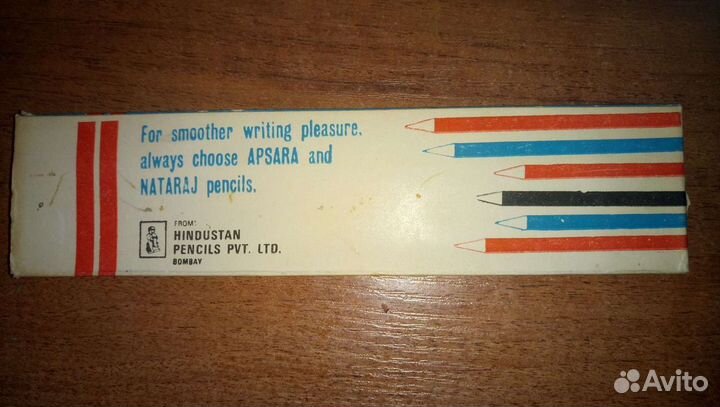 For smoother writing pleasure,
always choose APSARA and
NATARAJ pencils.
FROM:
HINDUSTAN
PENCILS PVT. LTD.
BOMBAY
Avito